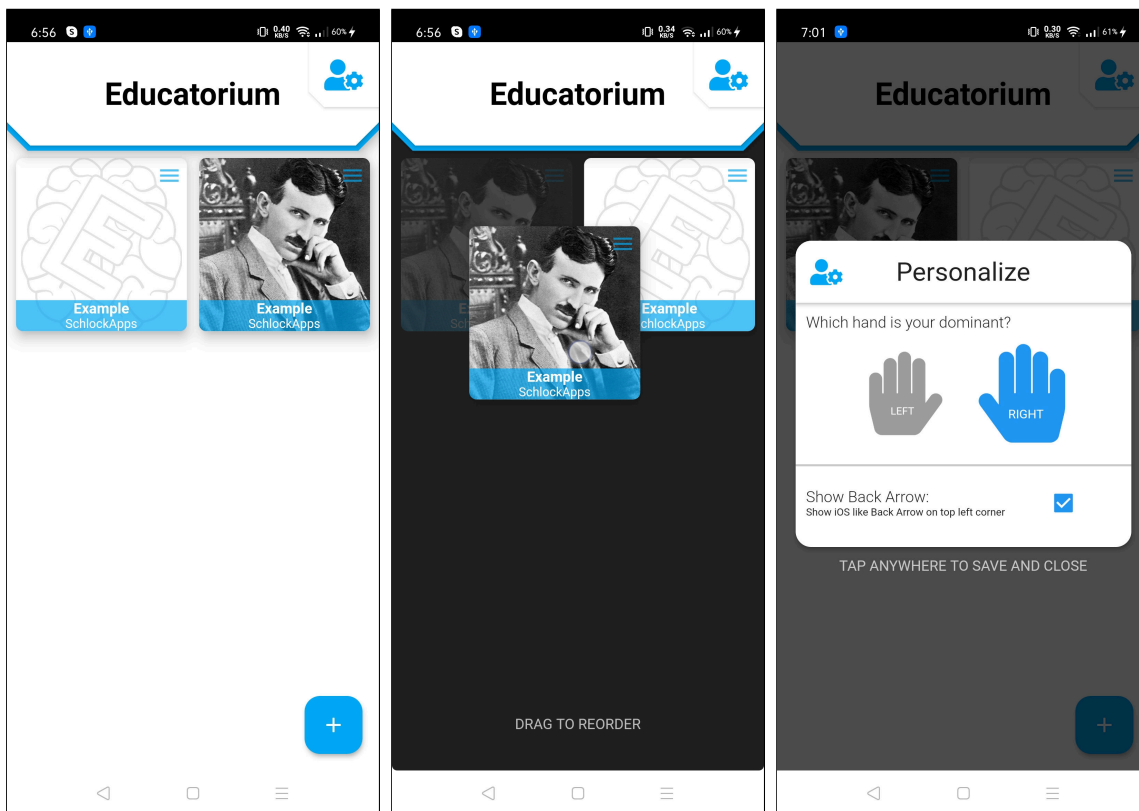 6:56 S 0.40 KB/S 60%
Educatorium
Example
SchlockApps
Example
SchlockApps
+
6:56 S 0.34 KB/S 60%
Educatorium
Example
SchlockApps
Example
SchlockApps
DRAG TO REORDER
7:01 0.30 KB/S 61%
Educatorium
Personalize
Which hand is your dominant?
LEFT
RIGHT
Show Back Arrow:
Show iOS like Back Arrow on top left corner
TAP ANYWHERE TO SAVE AND CLOSE
+